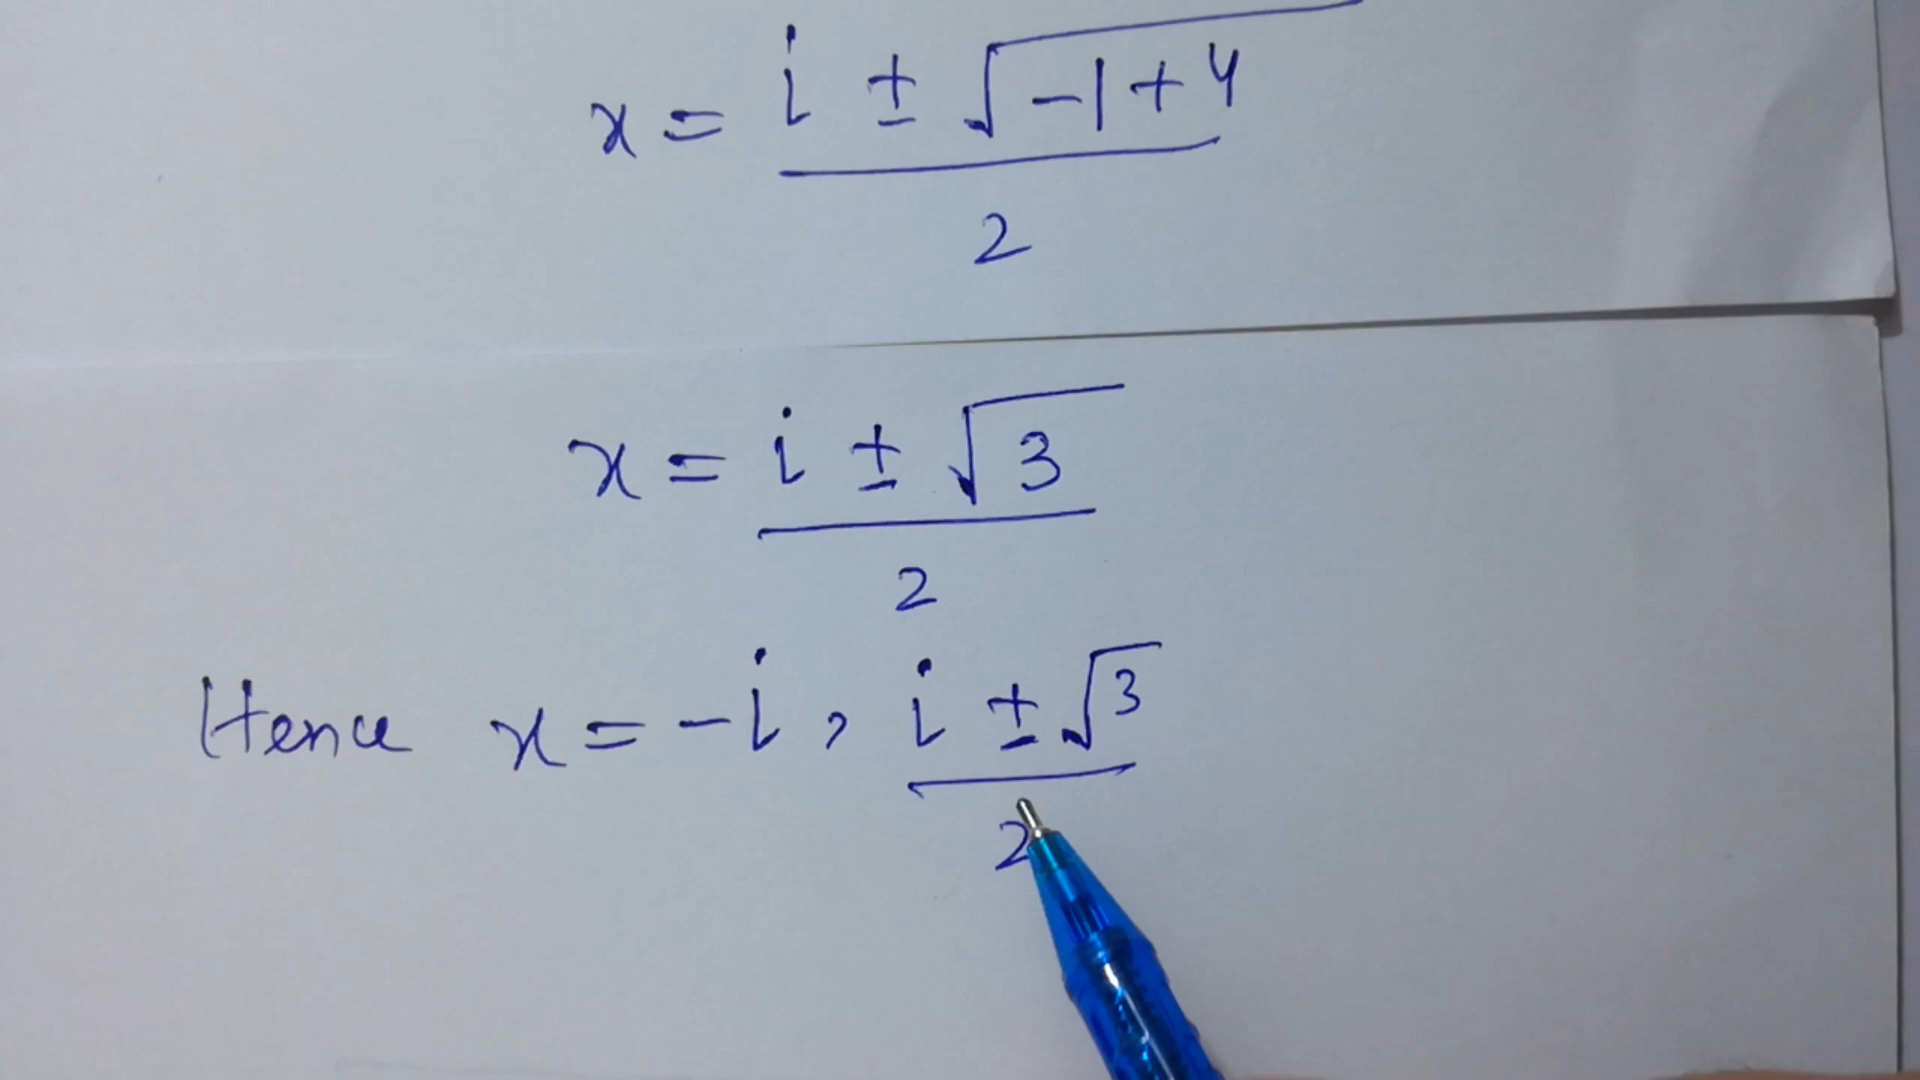 x = i ± √-1+4
2
x = i ± √3
2
Hence x = -i, i ± √3
2